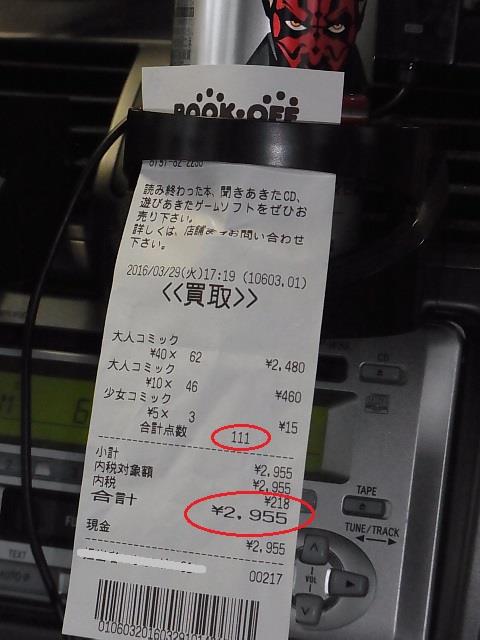 BOOK・OFF
読み終わった本、聞きあきたCD、
遊びあきたゲームソフトをぜひお
売り下さい。
詳しくは、店舗までお問い合わせ
下さい。
2016/03/29(火)17:19 (10603,01)
<<買取>>
大人コミック
¥40× 62 ¥2,480
大人コミック
¥10× 46 ¥460
少女コミック
¥5× 3 ¥15
合計点数 111
小計 ¥2,955
内税対象額 ¥2,955
内税 ¥218
合計 ¥2,955
現金 ¥2,955
00217
CD
TAPE
TUNE/TRACK
VOL
TEXT